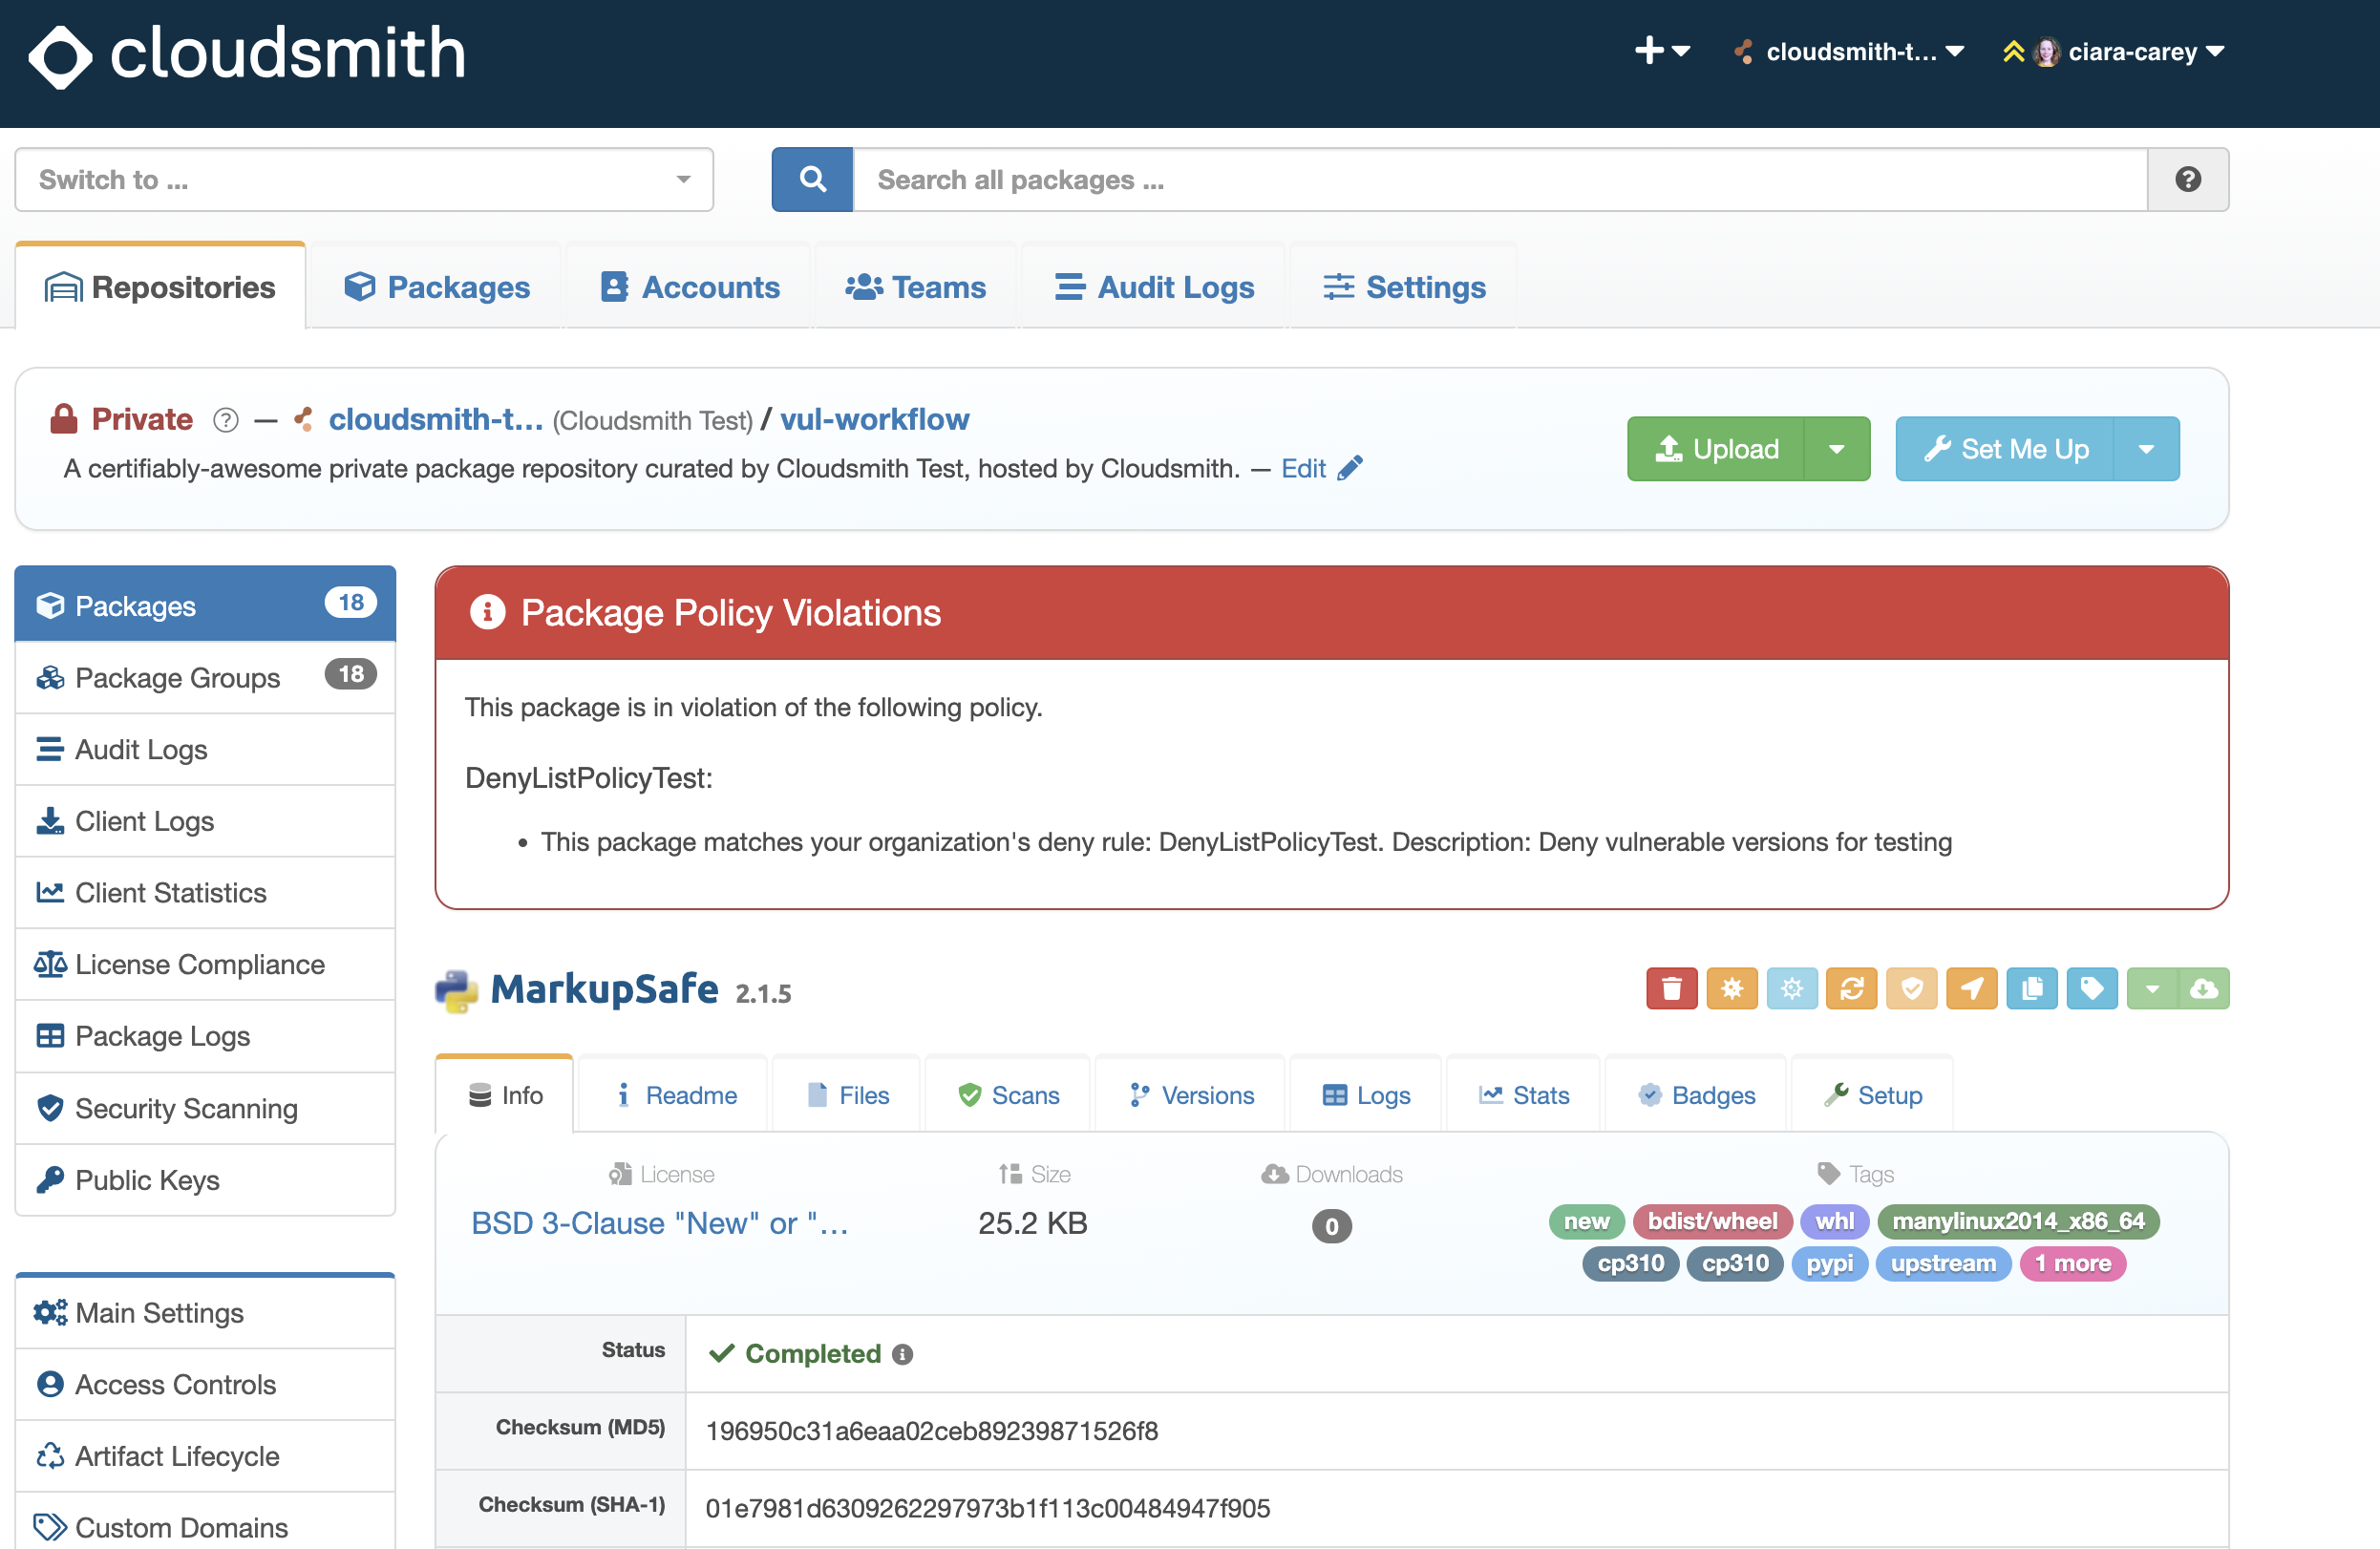 cloudsmith
cloudsmith-t...
ciara-carey
Switch to ...
Search all packages ...
Repositories
Packages
Accounts
Teams
Audit Logs
Settings
Private — cloudsmith-t... (Cloudsmith Test) / vul-workflow
A certifiably-awesome private package repository curated by Cloudsmith Test, hosted by Cloudsmith. — Edit
Upload
Set Me Up
Packages 18
Package Groups 18
Audit Logs
Client Logs
Client Statistics
License Compliance
Package Logs
Security Scanning
Public Keys
Main Settings
Access Controls
Artifact Lifecycle
Custom Domains
Package Policy Violations
This package is in violation of the following policy.
DenyListPolicyTest:
• This package matches your organization's deny rule: DenyListPolicyTest. Description: Deny vulnerable versions for testing
MarkupSafe 2.1.5
Info
Readme
Files
Scans
Versions
Logs
Stats
Badges
Setup
License
BSD 3-Clause "New" or "...
Size
25.2 KB
Downloads
0
Tags
new bdist/wheel whl manylinux2014_x86_64
cp310 cp310 pypi upstream 1 more
Status Completed
Checksum (MD5) 196950c31a6eaa02ceb89239871526f8
Checksum (SHA-1) 01e7981d6309262297973b1f113c00484947f905